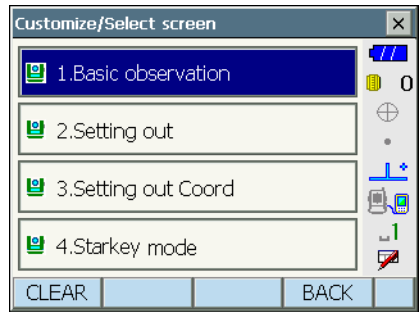 Customize/Select screen
1.Basic observation
0
2.Setting out
3.Setting out Coord
4.Starkey mode
1
CLEAR BACK